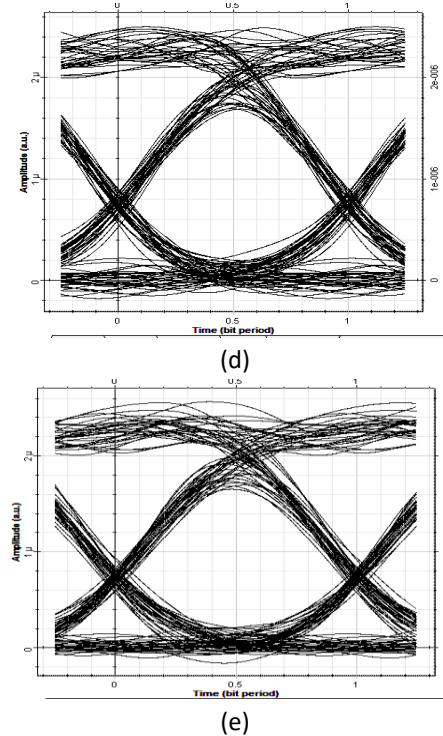 0 0.5 1
Amplitude (a.u.)
2 µ
1 µ
0
2e-006
1e-006
0
0 0.5 1
Time (bit period)
(d)
0 0.5 1
Amplitude (a.u.)
2 µ
1 µ
0
0 0.5 1
Time (bit period)
(e)